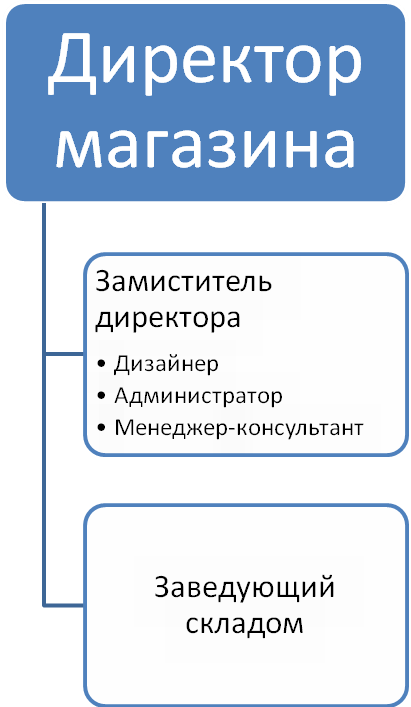 Директор
магазина
Замиститель
директора
• Дизайнер
• Администратор
• Менеджер-консультант
Заведующий
складом